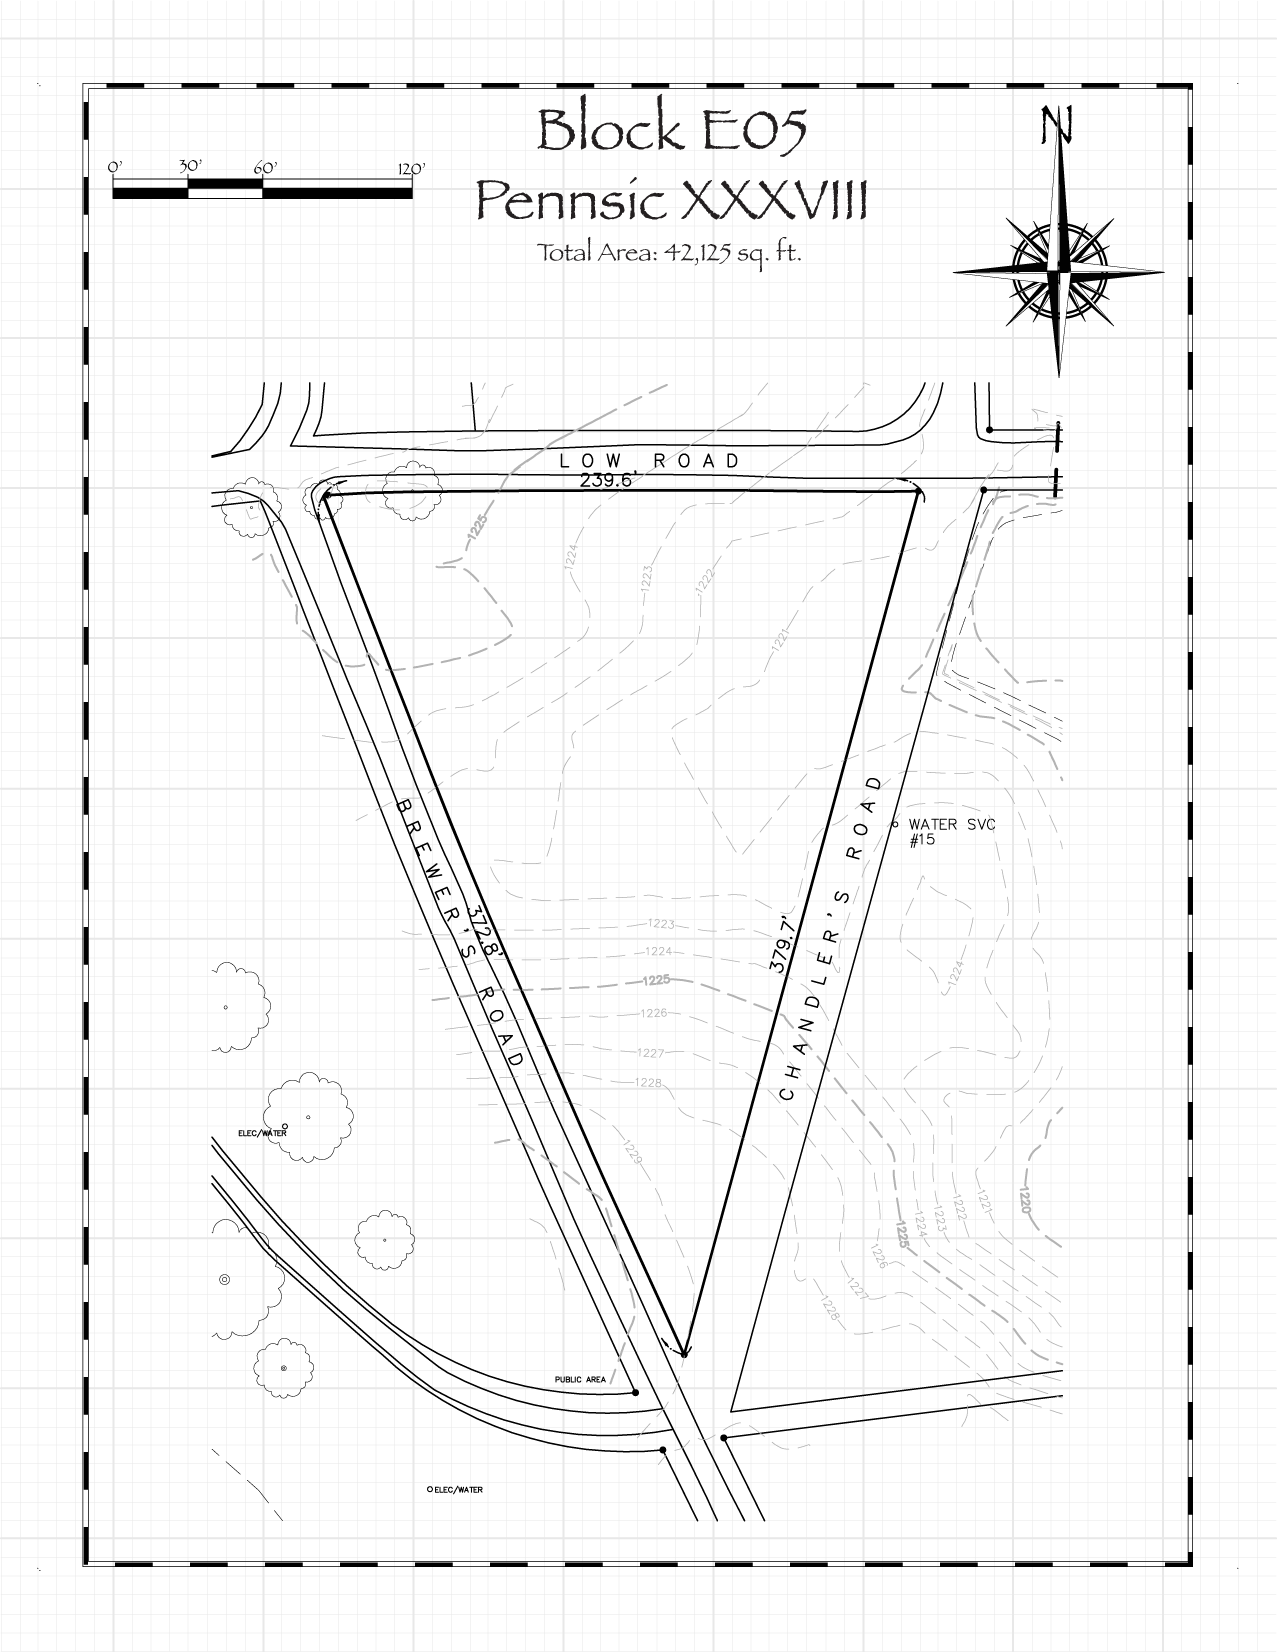 Block E05
Pennsic XXXVIII
Total Area: 42,125 sq. ft.
0' 30' 60' 120'
N
LOW ROAD
239.6'
1225
1224
1223
1222
1221
BREWER'S ROAD
372.8'
379.7'
CHANDLER'S ROAD
WATER SVC
#15
1223
1224
1225
1226
1227
1228
1229
1224
1220
1221
1222
1223
1224
1225
1226
1227
1228
ELEC/WATER
PUBLIC AREA
ELEC/WATER